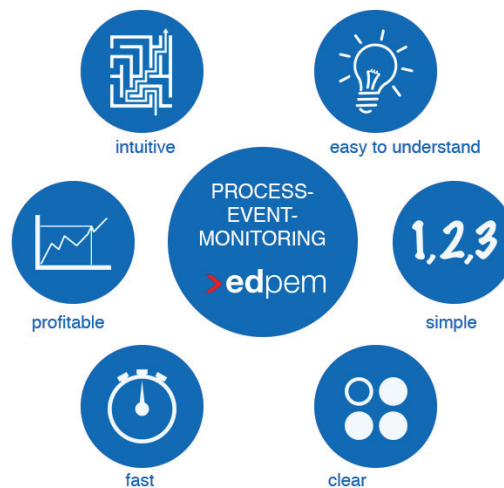 intuitive
easy to understand
PROCESS-
EVENT-
MONITORING
>edpem
1,2,3
profitable
simple
fast
clear